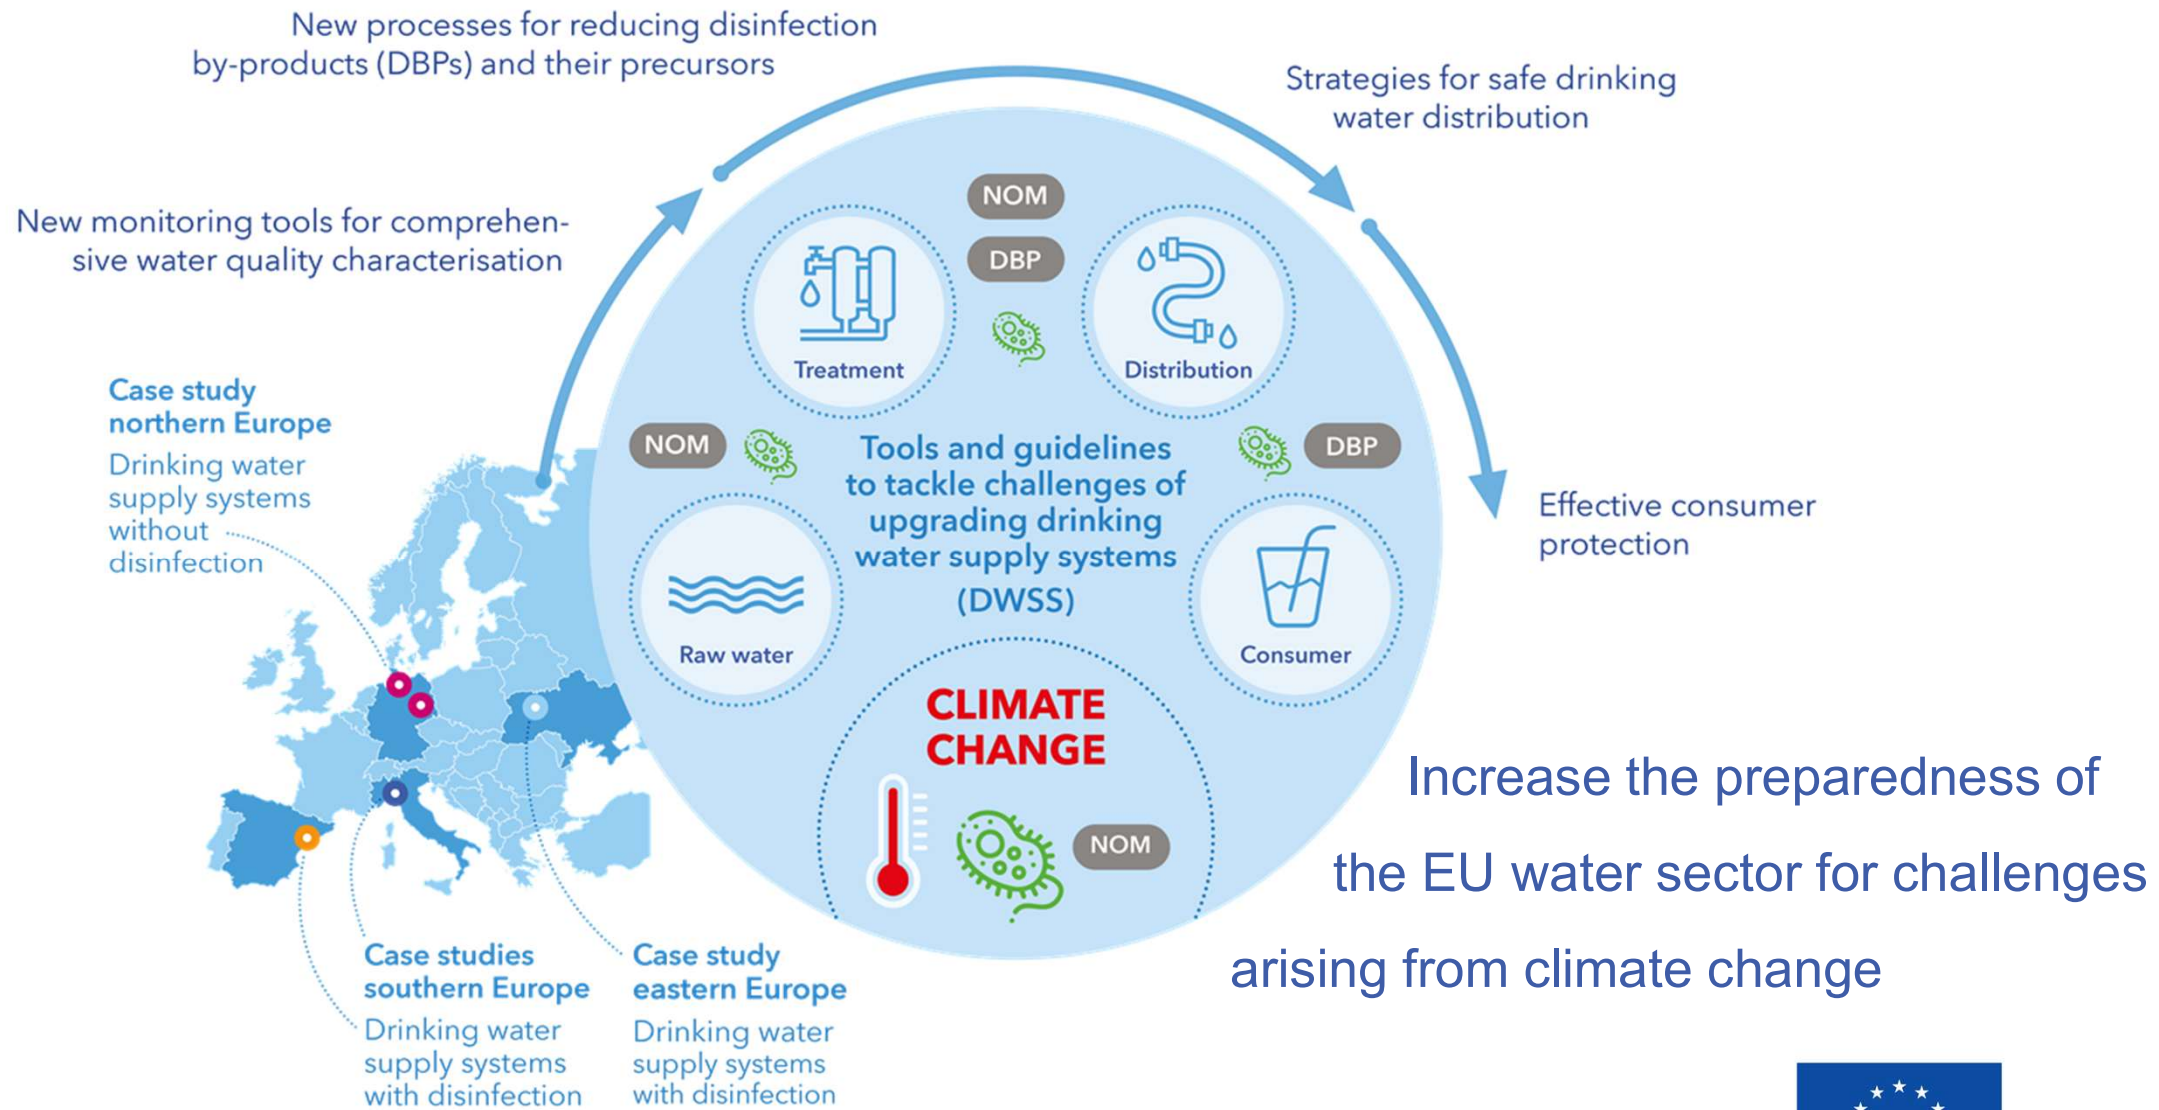 New processes for reducing disinfection
by-products (DBPs) and their precursors
Strategies for safe drinking
water distribution
New monitoring tools for comprehen-
sive water quality characterisation
NOM
DBP
Treatment
Distribution
Case study
northern Europe
Drinking water
supply systems
without
disinfection
NOM
DBP
Tools and guidelines
to tackle challenges of
upgrading drinking
water supply systems
(DWSS)
Effective consumer
protection
Raw water
Consumer
CLIMATE
CHANGE
NOM
Increase the preparedness of
the EU water sector for challenges
arising from climate change
Case studies
southern Europe
Drinking water
supply systems
with disinfection
Case study
eastern Europe
Drinking water
supply systems
with disinfection